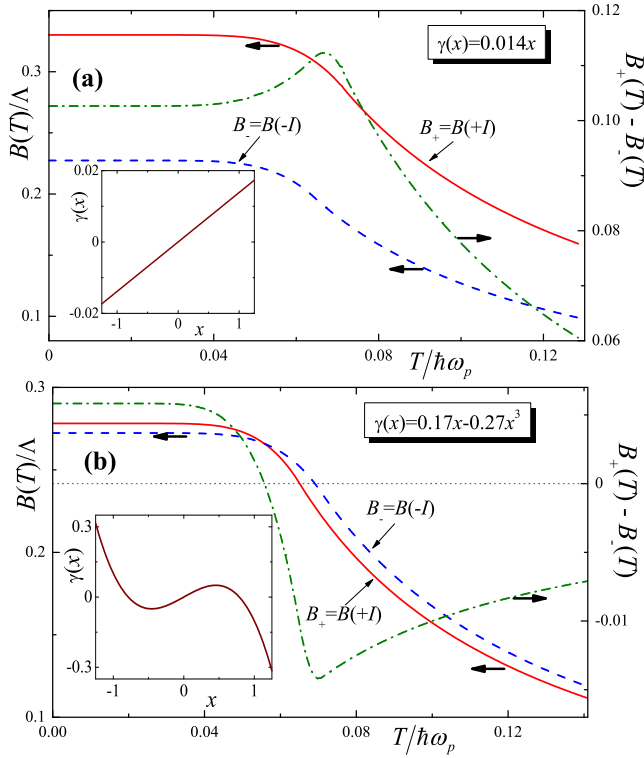 0.12
γ(x)=0.014x
0.3
(a)
B(T)/Λ
B₋=B(-I)
B₊=B(+I)
0.10
B₊(T) - B₋(T)
0.2
0.02
γ(x)
0
-0.02
-1 0 1
x
0.08
0.1
0.06
0 0.04 0.08 0.12
T/ħωₚ
0.3
γ(x)=0.17x-0.27x³
B(T)/Λ
(b)
0
B₊(T) - B₋(T)
B₋=B(-I)
0.2
0.3
γ(x)
0
-0.3
-1 0 1
x
B₊=B(+I)
-0.01
0.1
0.00 0.04 0.08 0.12
T/ħωₚ